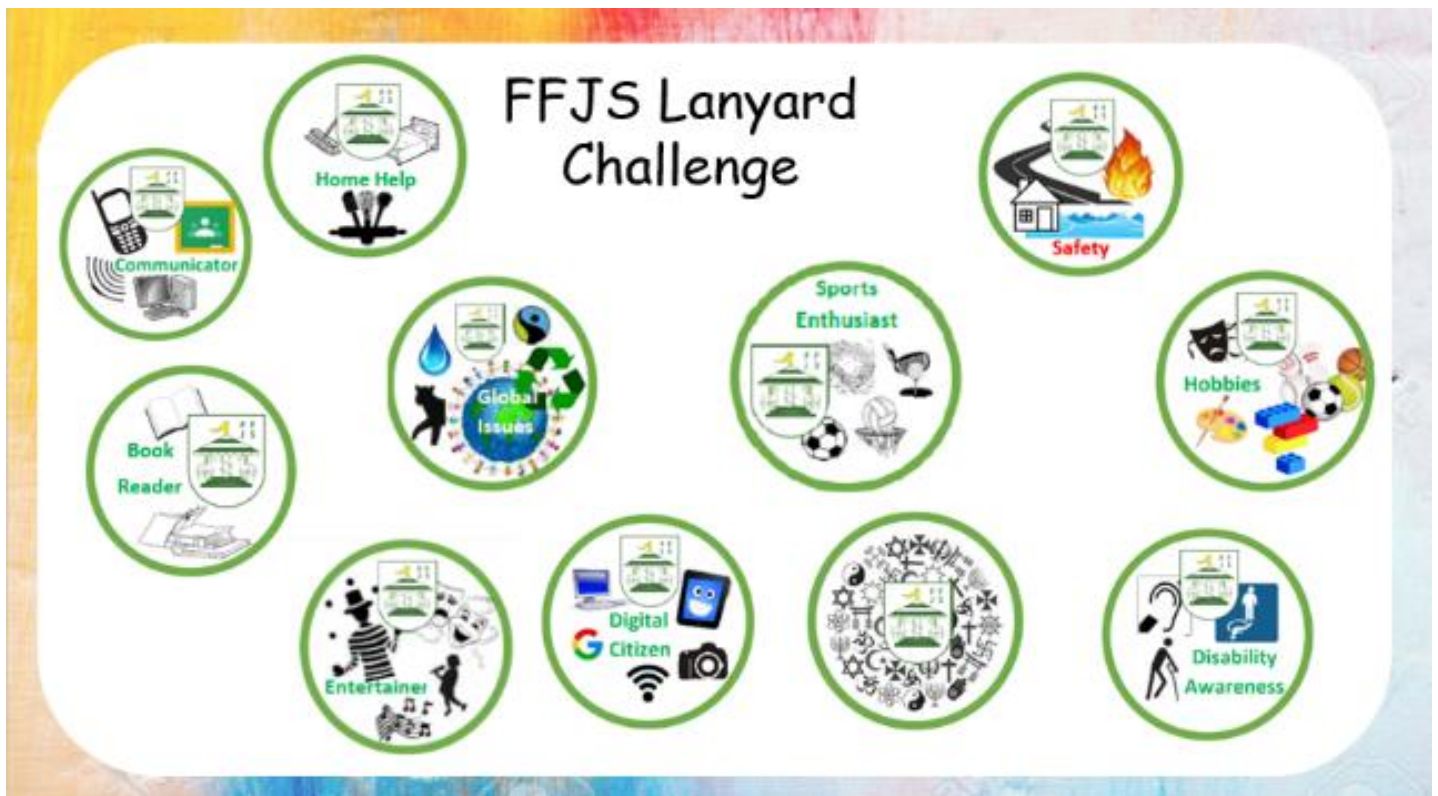 FFJS Lanyard
Challenge
Home Help
Safety
Communicator
Sports
Enthusiast
Global
Issues
Hobbies
Book
Reader
Digital
G Citizen
Disability
Awareness
Entertainer